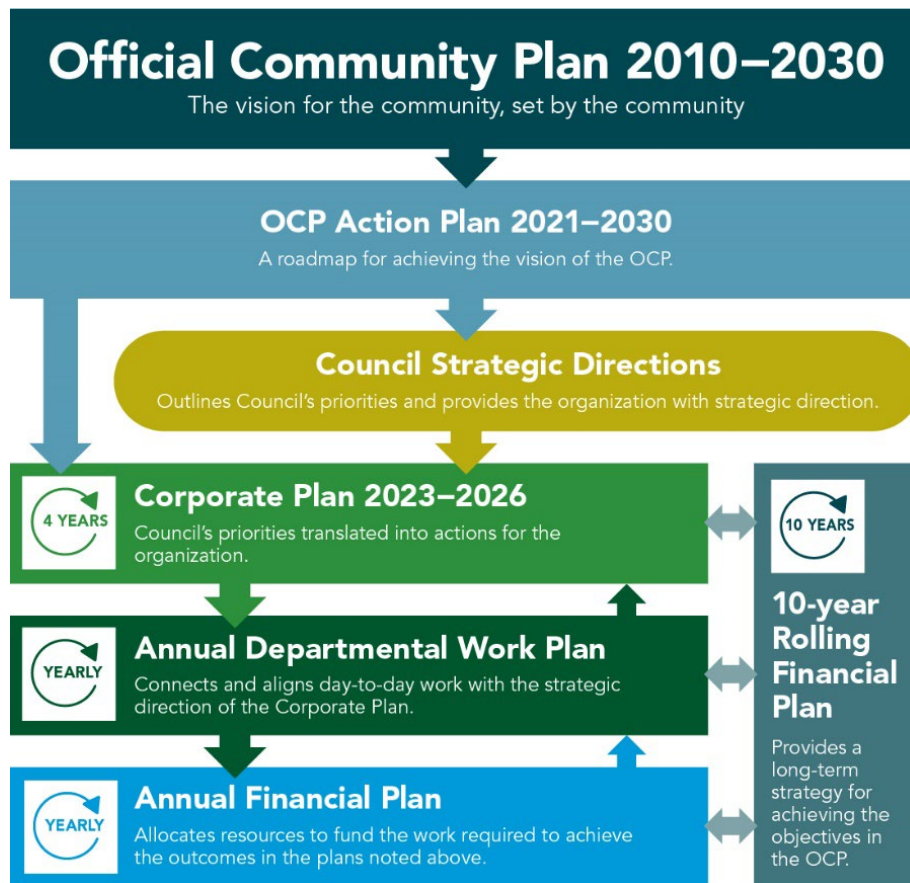 Official Community Plan 2010–2030
The vision for the community, set by the community
OCP Action Plan 2021–2030
A roadmap for achieving the vision of the OCP.
Council Strategic Directions
Outlines Council's priorities and provides the organization with strategic direction.
4 YEARS
Corporate Plan 2023–2026
Council's priorities translated into actions for the
organization.
YEARLY
Annual Departmental Work Plan
Connects and aligns day-to-day work with the strategic
direction of the Corporate Plan.
YEARLY
Annual Financial Plan
Allocates resources to fund the work required to achieve
the outcomes in the plans noted above.
10 YEARS
10-year
Rolling
Financial
Plan
Provides a
long-term
strategy for
achieving the
objectives in
the OCP.